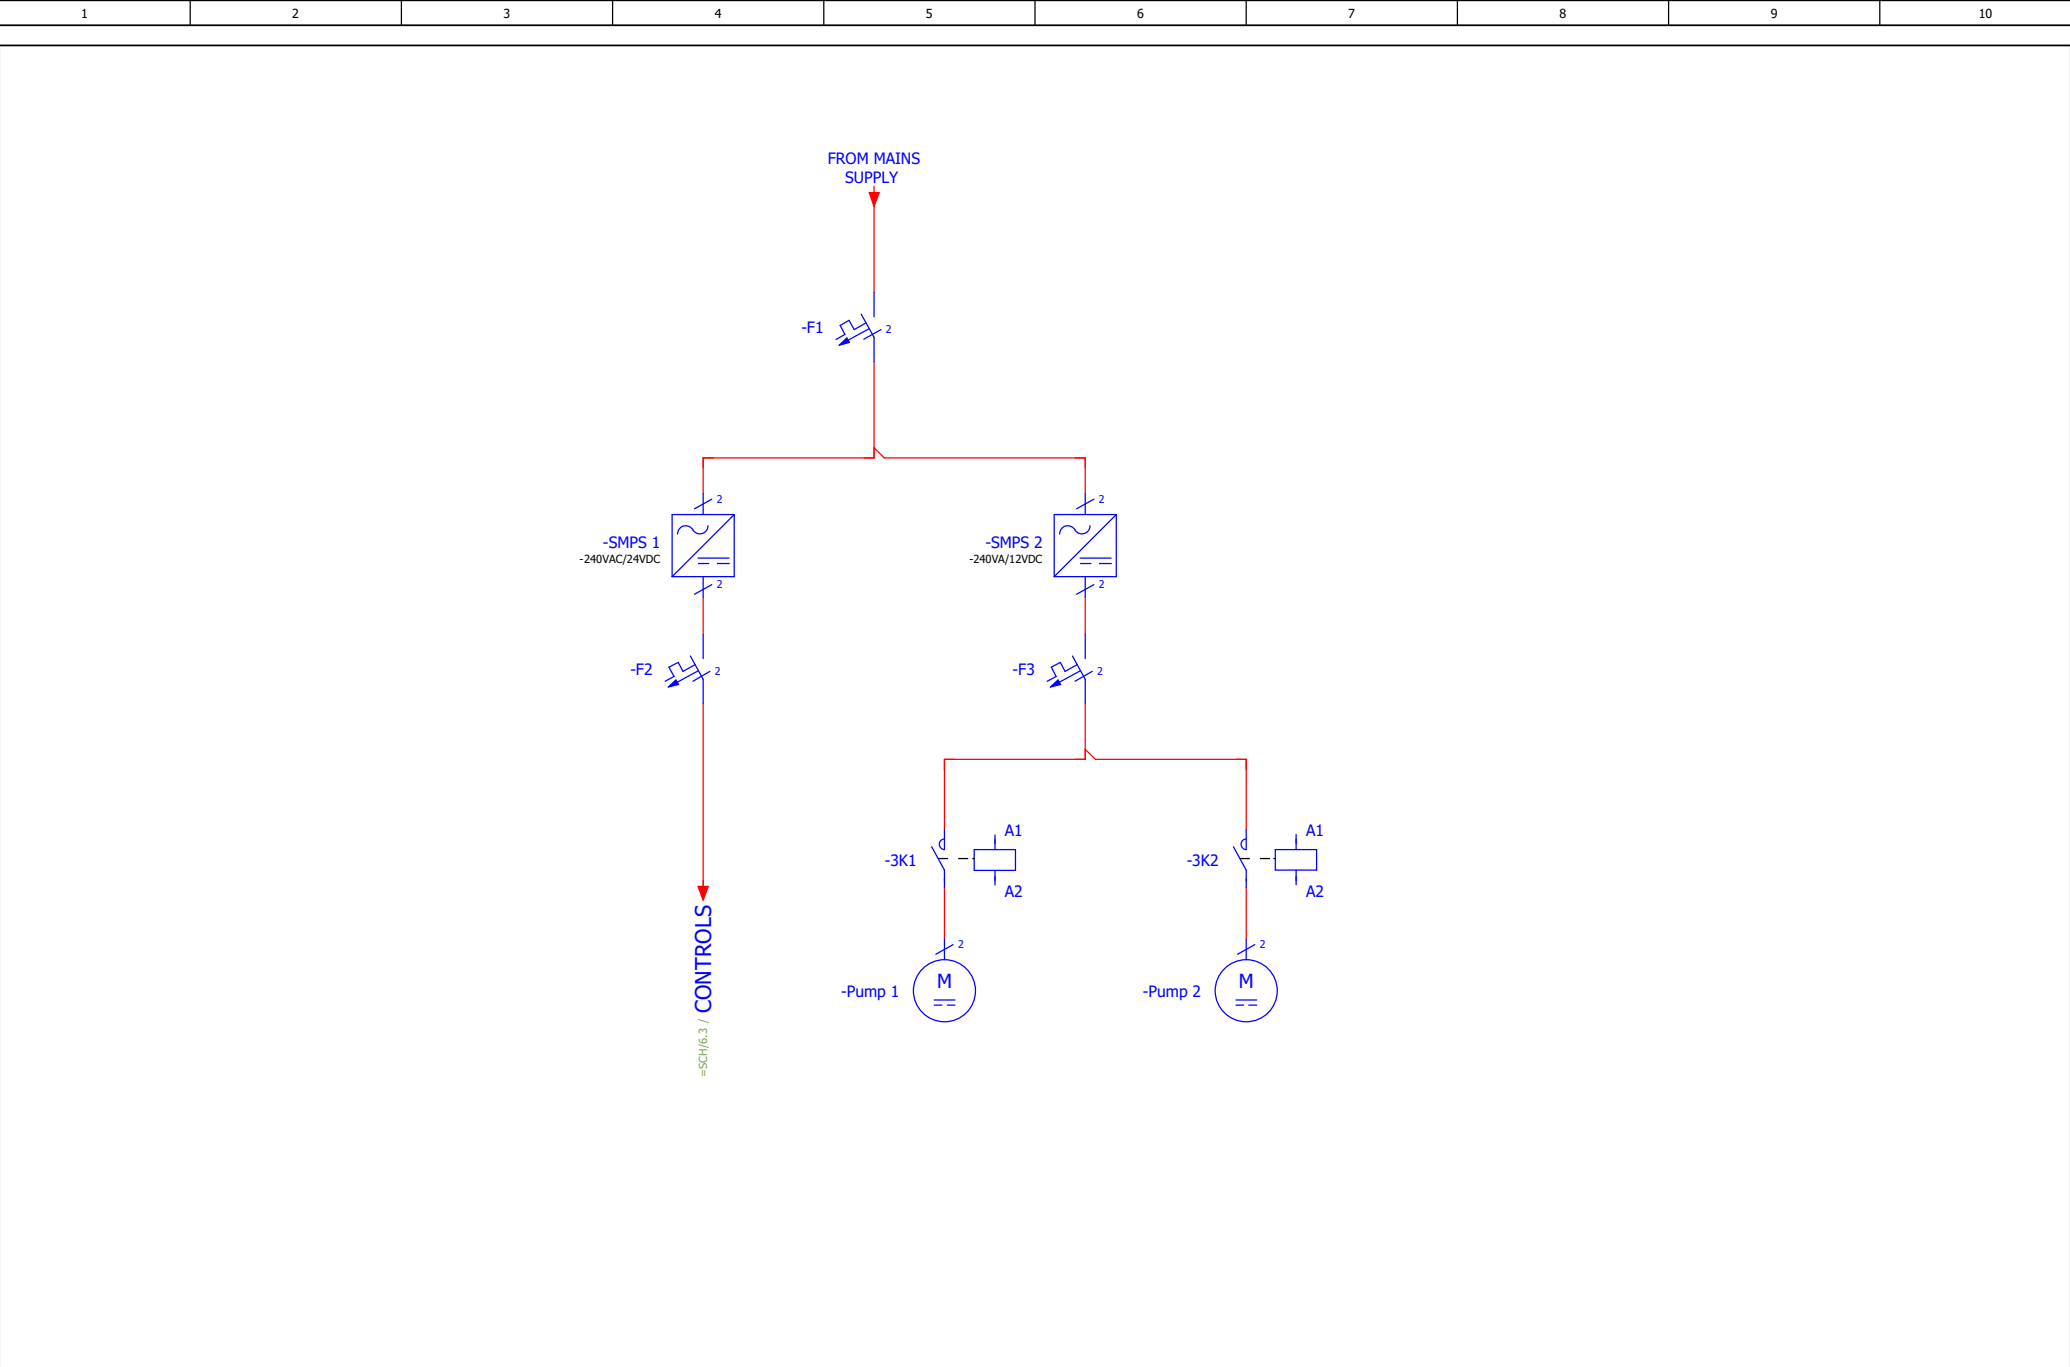 1 2 3 4 5 6 7 8 9 10
FROM MAINS
SUPPLY
-F1
2
2
2
-SMPS 1
-240VAC/24VDC
-SMPS 2
-240VA/12VDC
2
2
-F2
2
-F3
2
A1
A1
-3K1
-3K2
A2
A2
CONTROLS
=SCH/6.3 /
2
2
M
M
-Pump 1
-Pump 2